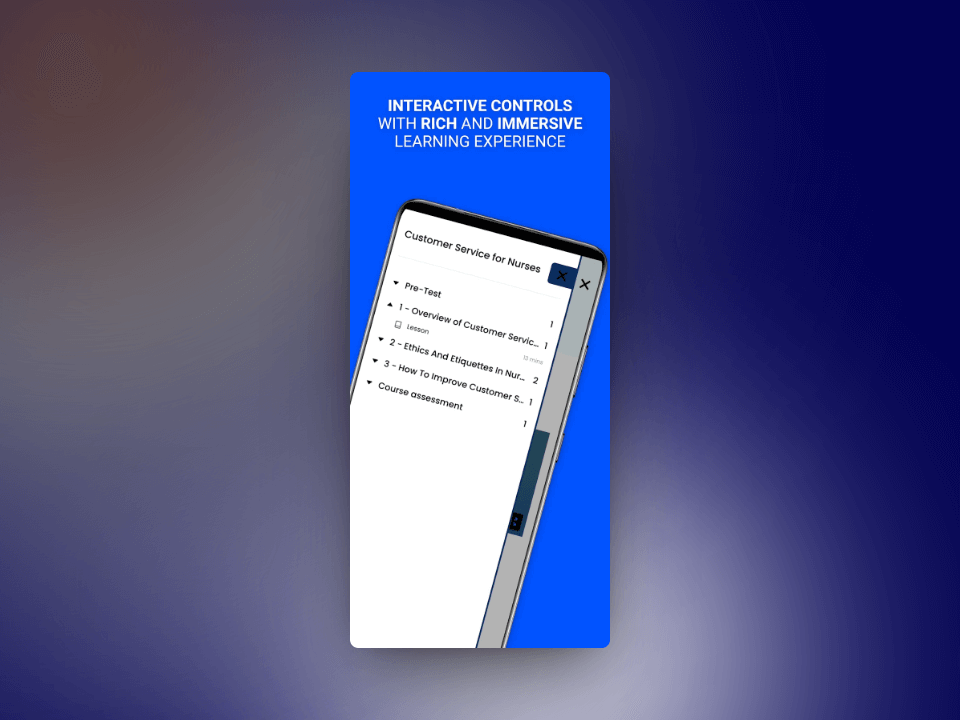 INTERACTIVE CONTROLS
WITH RICH AND IMMERSIVE
LEARNING EXPERIENCE
Customer Service for Nurses
Pre-Test 1
1 - Overview of Customer Servic... 1
Lesson 15 mins
2 - Ethics And Etiquettes In Nur... 2
3 - How To Improve Customer S... 1
Course assessment 1